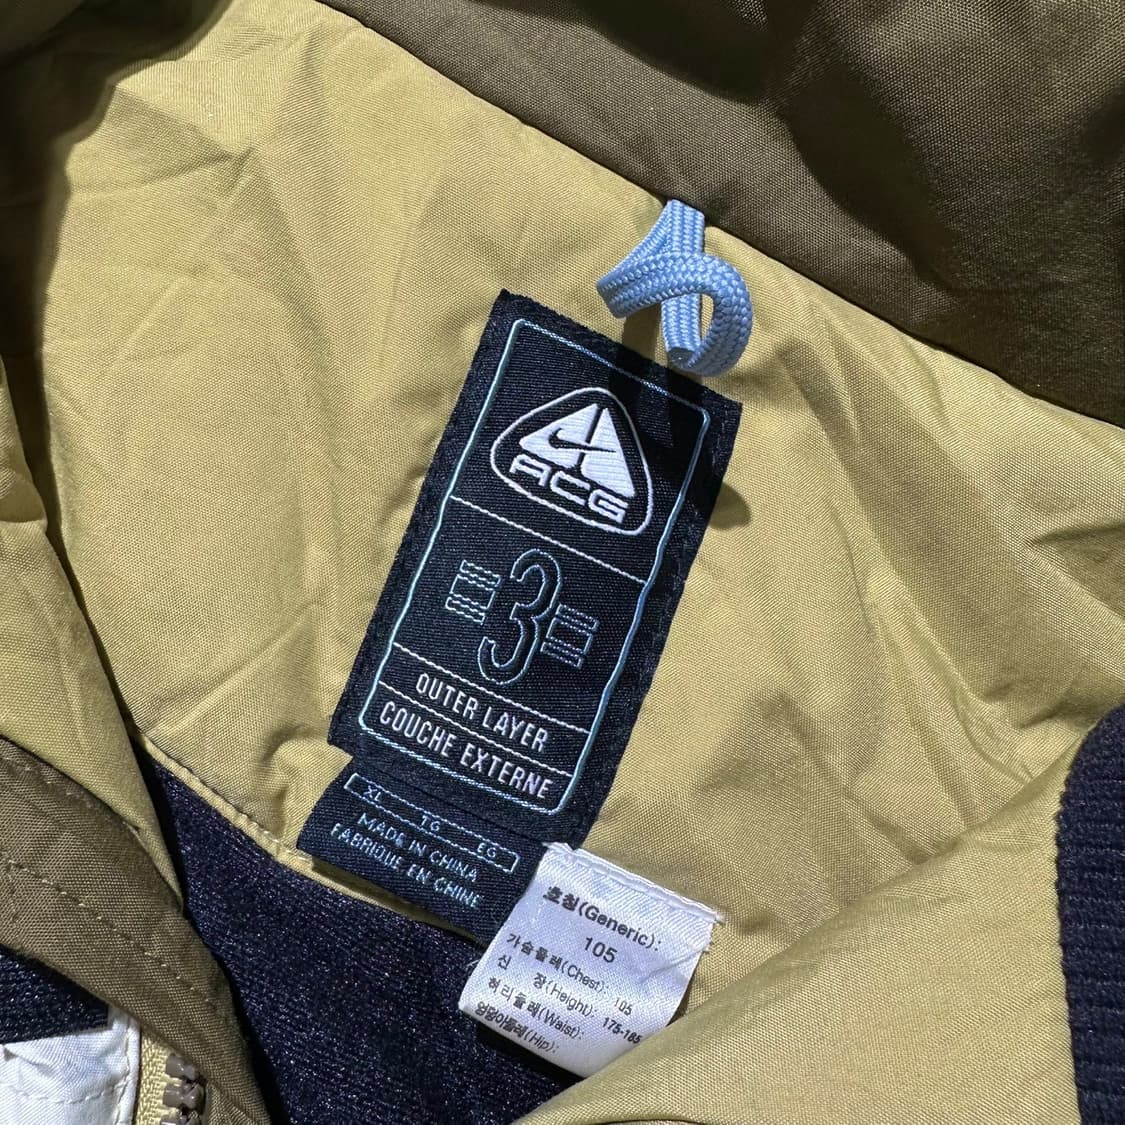 ACG
3
OUTER LAYER
COUCHE EXTERNE
XL TG EG
MADE IN CHINA
FABRIQUE EN CHINE
호칭(Generic):
105
가슴둘레(Chest): 105
신 장(Height): 175-185
허리둘레(Waist):
엉덩이둘레(Hip):